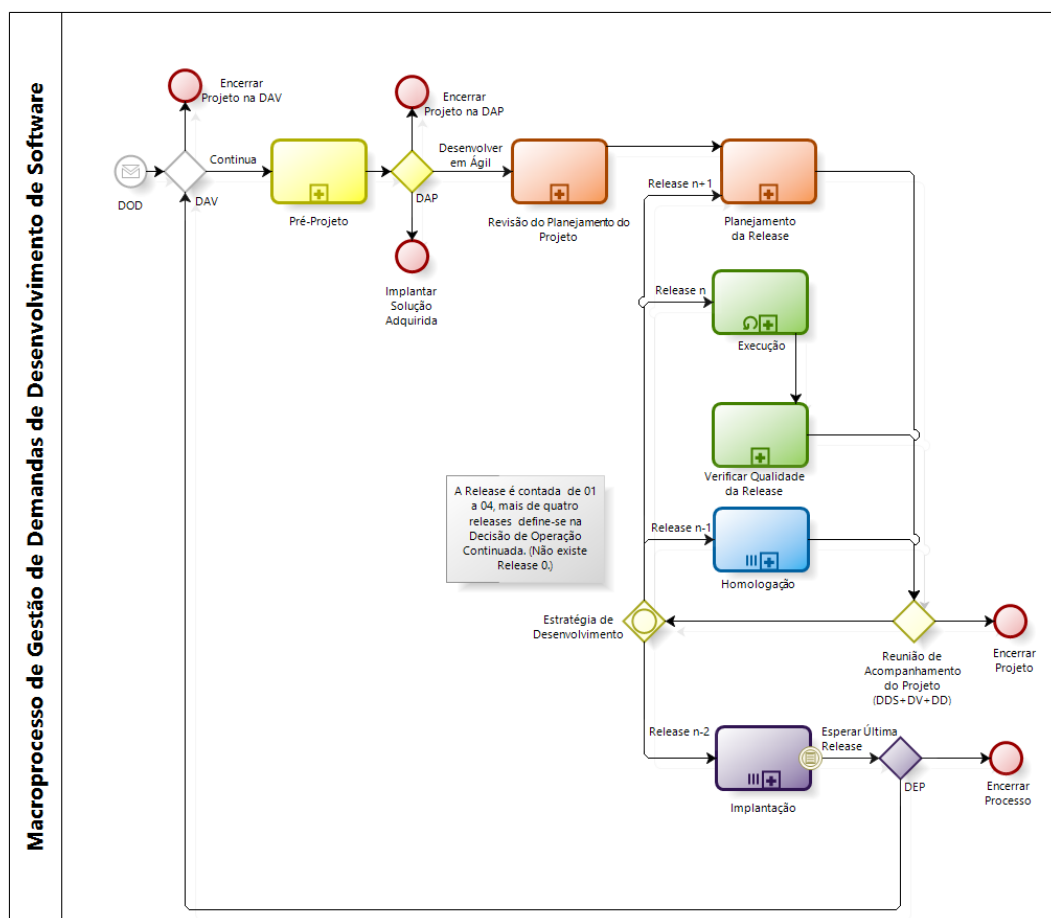 Macroprocesso de Gestão de Demandas de Desenvolvimento de Software
Encerrar
Projeto na DAV
Encerrar
Projeto na DAP
DOD
DAV
Continua
Pré-Projeto
DAP
Desenvolver
em Ágil
Revisão do Planejamento do
Projeto
Release n+1
Planejamento
da Release
Implantar
Solução
Adquirida
Release n
Execução
Verificar Qualidade
da Release
A Release é contada de 01
a 04, mais de quatro
releases define-se na
Decisão de Operação
Continuada. (Não existe
Release 0.)
Release n-1
Homologação
Estratégia de
Desenvolvimento
Reunião de
Acompanhamento
do Projeto
(DDS+DV+DD)
Encerrar
Projeto
Release n-2
Implantação
Esperar Última
Release
DEP
Encerrar
Processo